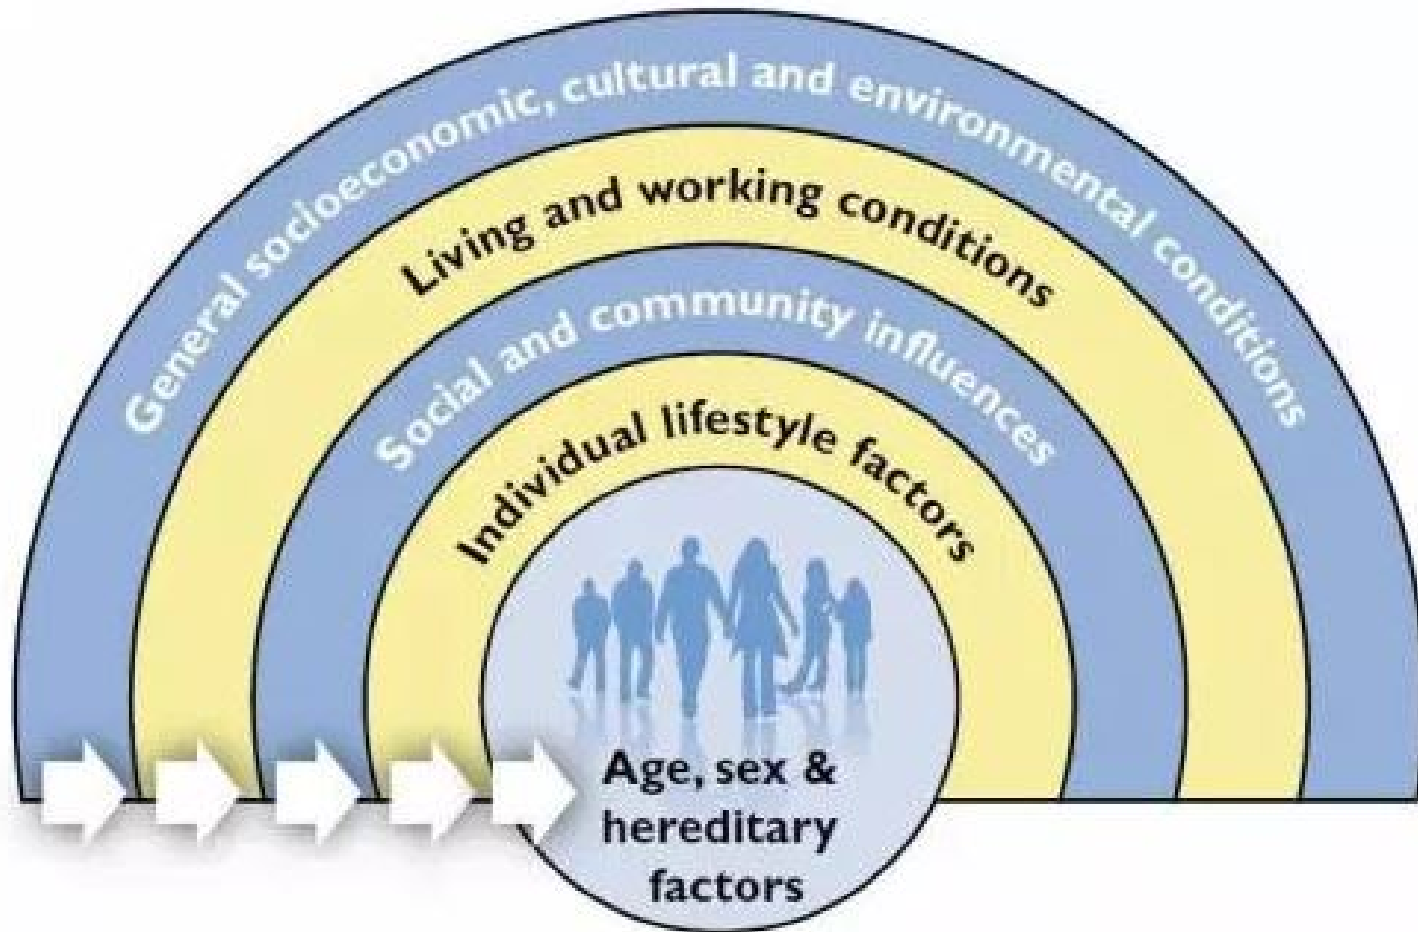 General socioeconomic, cultural and environmental conditions
Living and working conditions
Social and community influences
Individual lifestyle factors
Age, sex &
hereditary
factors